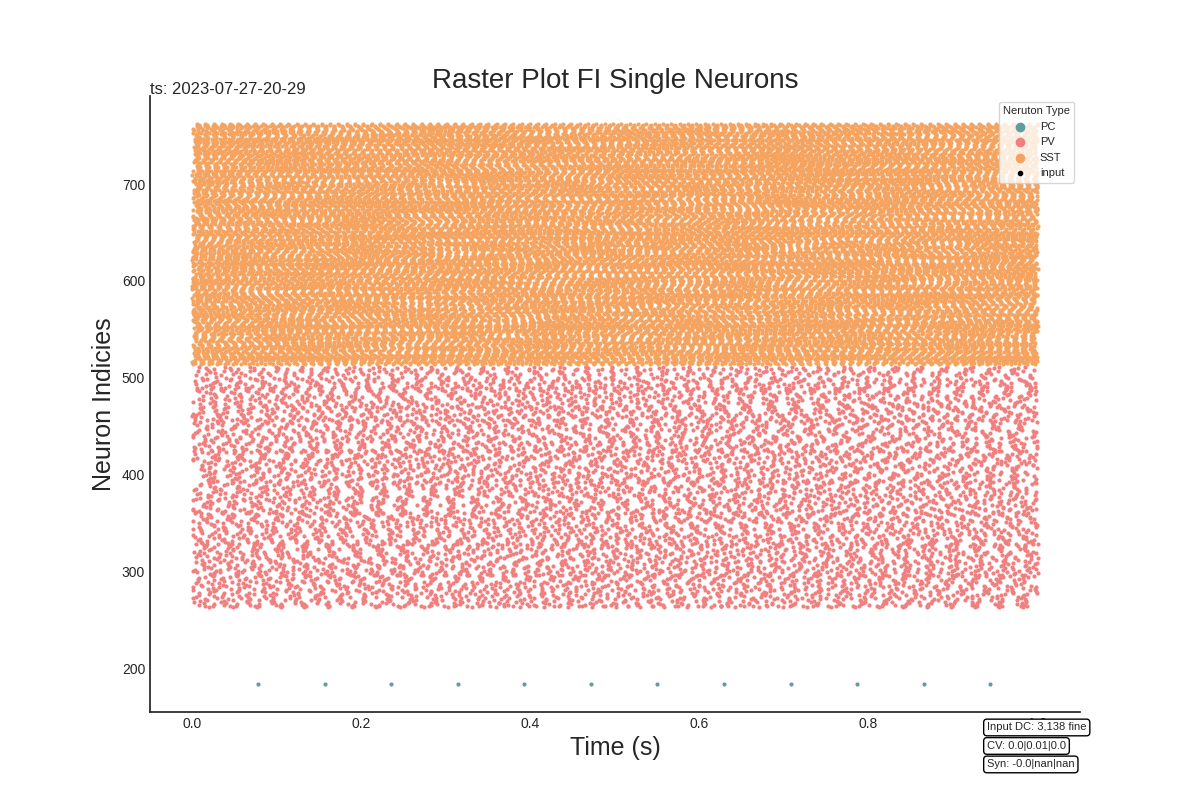 Raster Plot FI Single Neurons
ts: 2023-07-27-20-29
Neruton Type
PC
PV
SST
input
Neuron Indicies
700
600
500
400
300
200
0.0 0.2 0.4 0.6 0.8
Time (s)
Input DC: 3,138 fine
CV: 0.0|0.01|0.0
Syn: -0.0|nan|nan